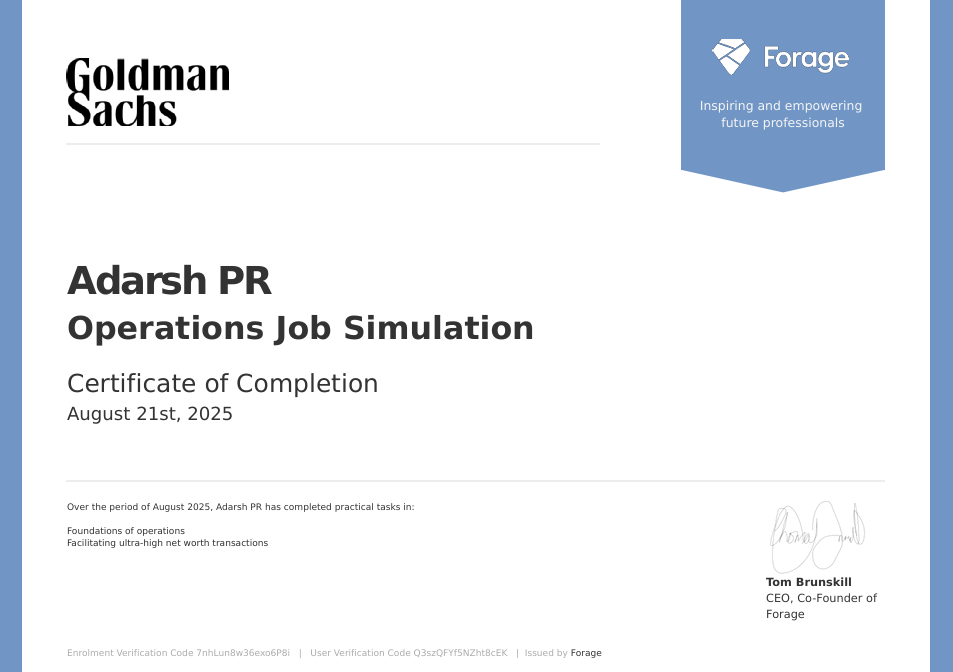 Goldman
Sachs
Forage
Inspiring and empowering
future professionals
Adarsh PR
Operations Job Simulation
Certificate of Completion
August 21st, 2025
Over the period of August 2025, Adarsh PR has completed practical tasks in:
Foundations of operations
Facilitating ultra-high net worth transactions
Tom Brunskill
CEO, Co-Founder of
Forage
Enrolment Verification Code 7nhLun8w36exo6P8i | User Verification Code Q3szQFYf5NZht8cEK | Issued by Forage